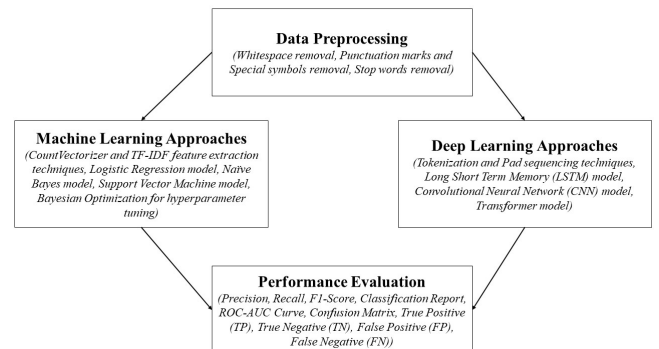 Data Preprocessing
(Whitespace removal, Punctuation marks and
Special symbols removal, Stop words removal)
Machine Learning Approaches
(CountVectorizer and TF-IDF feature extraction
techniques, Logistic Regression model, Naïve
Bayes model, Support Vector Machine model,
Bayesian Optimization for hyperparameter
tuning)
Deep Learning Approaches
(Tokenization and Pad sequencing techniques,
Long Short Term Memory (LSTM) model,
Convolutional Neural Network (CNN) model,
Transformer model)
Performance Evaluation
(Precision, Recall, F1-Score, Classification Report,
ROC-AUC Curve, Confusion Matrix, True Positive
(TP), True Negative (TN), False Positive (FP),
False Negative (FN))